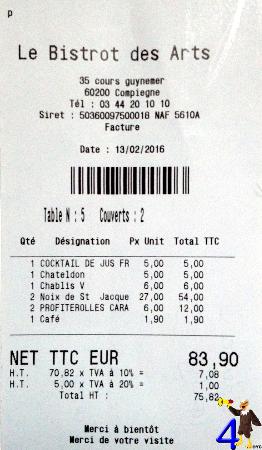 p
Le Bistrot des Arts
35 cours guynemer
60200 Compiegne
Tél : 03 44 20 10 10
Siret : 50360097500018 NAF 5610A
Facture
Date : 13/02/2016
Table N : 5 Couverts : 2
Qté Désignation Px Unit Total TTC
1 COCKTAIL DE JUS FR 5,00 5,00
1 Chateldon 5,00 5,00
1 Chablis V 6,00 6,00
2 Noix de St Jacque 27,00 54,00
2 PROFITEROLLES CARA 6,00 12,00
1 Café 1,90 1,90
NET TTC EUR 83,90
H.T. 70,82 x TVA à 10% = 7,08
H.T. 5,00 x TVA à 20% = 1,00
Total HT : 75,82
Merci à bientôt
Merci de votre visite
4